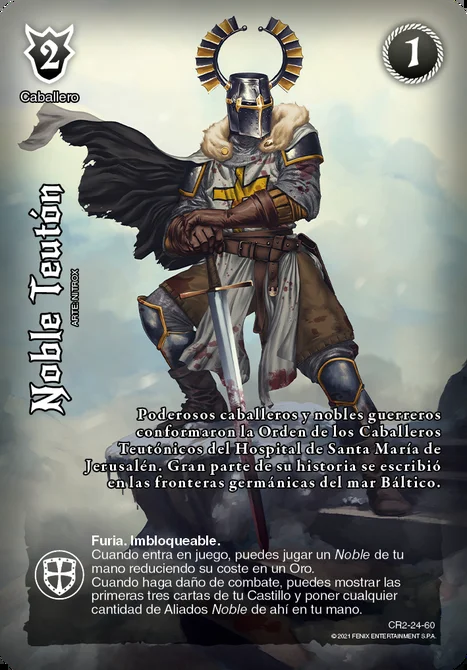 2
1
Caballero
Noble Teutón
ARTE: NITROX
Poderosos caballeros y nobles guerreros
conformaron la Orden de los Caballeros
Teutónicos del Hospital de Santa María de
Jerusalén. Gran parte de su historia se escribió
en las fronteras germánicas del mar Báltico.
Furia. Imbloqueable.
Cuando entra en juego, puedes jugar un Noble de tu
mano reduciendo su coste en un Oro.
Cuando haga daño de combate, puedes mostrar las
primeras tres cartas de tu Castillo y poner cualquier
cantidad de Aliados Noble de ahí en tu mano.
CR2-24-60
©2021 FENIX ENTERTAINMENT S.P.A.